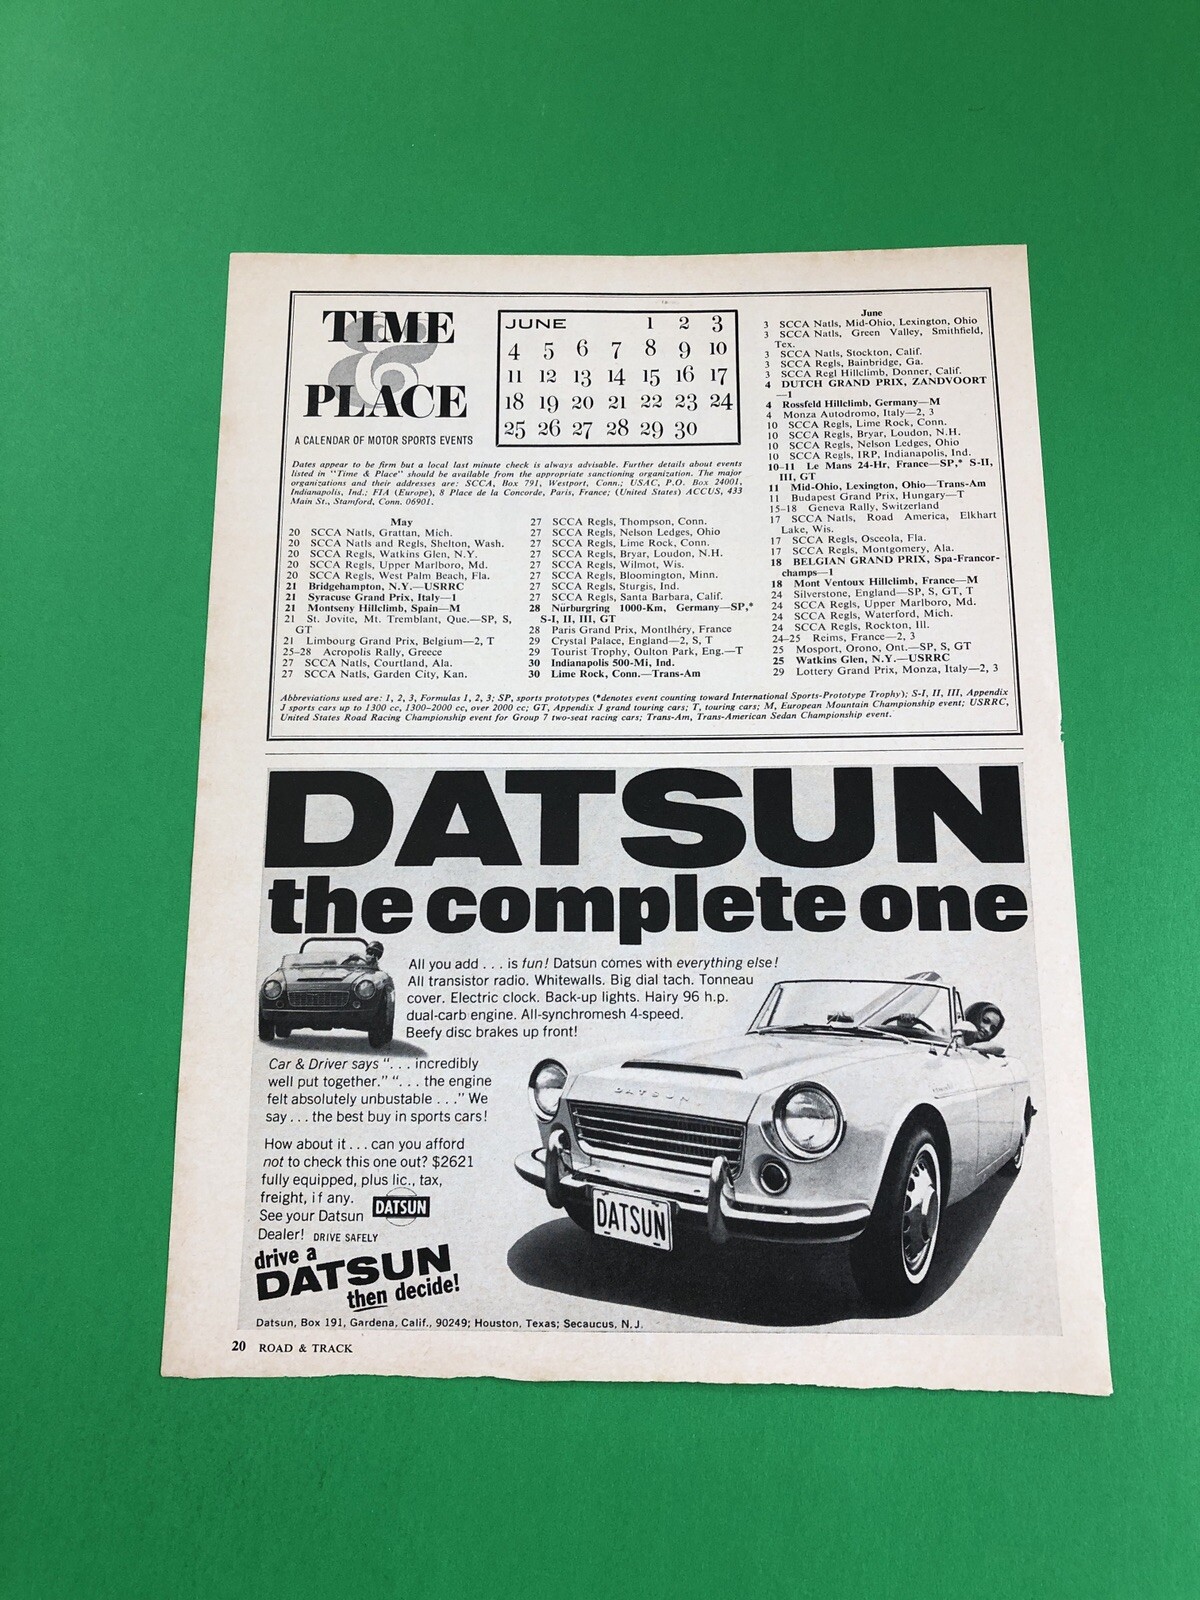 TIME
&
PLACE
A CALENDAR OF MOTOR SPORTS EVENTS
JUNE 1 2 3
4 5 6 7 8 9 10
11 12 13 14 15 16 17
18 19 20 21 22 23 24
25 26 27 28 29 30
Dates appear to be firm but a local last minute check is always advisable. Further details about events
listed in "Time & Place" should be available from the appropriate sanctioning organization. The major
organizations and their addresses are: SCCA, Box 791, Westport, Conn.; USAC, P.O. Box 24001,
Indianapolis, Ind.; FIA (Europe), 8 Place de la Concorde, Paris, France; (United States) ACCUS, 433
Main St., Stamford, Conn. 06901.
May
20 SCCA Natls, Grattan, Mich.
20 SCCA Natls and Regls, Shelton, Wash.
20 SCCA Regls, Watkins Glen, N.Y.
20 SCCA Regls, Upper Marlboro, Md.
20 SCCA Regls, West Palm Beach, Fla.
21 Bridgehampton, N.Y.—USRRC
21 Syracuse Grand Prix, Italy—1
21 Montseny Hillclimb, Spain—M
21 St. Jovite, Mt. Tremblant, Que.—SP, S,
GT
21 Limbourg Grand Prix, Belgium—2, T
25-28 Acropolis Rally, Greece
27 SCCA Natls, Courtland, Ala.
27 SCCA Natls, Garden City, Kan.
27 SCCA Regls, Thompson, Conn.
27 SCCA Regls, Nelson Ledges, Ohio
27 SCCA Regls, Lime Rock, Conn.
27 SCCA Regls, Bryar, Loudon, N.H.
27 SCCA Regls, Wilmot, Wis.
27 SCCA Regls, Bloomington, Minn.
27 SCCA Regls, Sturgis, Ind.
27 SCCA Regls, Santa Barbara, Calif.
28 Nürburgring 1000-Km, Germany—SP,*
S-I, II, III, GT
28 Paris Grand Prix, Montlhéry, France
29 Crystal Palace, England—2, S, T
29 Tourist Trophy, Oulton Park, Eng.—T
30 Indianapolis 500-Mi, Ind.
30 Lime Rock, Conn.—Trans-Am
June
3 SCCA Natls, Mid-Ohio, Lexington, Ohio
3 SCCA Natls, Green Valley, Smithfield,
Tex.
3 SCCA Natls, Stockton, Calif.
3 SCCA Regls, Bainbridge, Ga.
3 SCCA Regl Hillclimb, Donner, Calif.
4 DUTCH GRAND PRIX, ZANDVOORT
—1
4 Rossfeld Hillclimb, Germany—M
4 Monza Autodromo, Italy—2, 3
10 SCCA Regls, Lime Rock, Conn.
10 SCCA Regls, Bryar, Loudon, N.H.
10 SCCA Regls, Nelson Ledges, Ohio
10 SCCA Regls, IRP, Indianapolis, Ind.
10-11 Le Mans 24-Hr, France—SP,* S-II,
III, GT
11 Mid-Ohio, Lexington, Ohio—Trans-Am
11 Budapest Grand Prix, Hungary—T
15-18 Geneva Rally, Switzerland
17 SCCA Natls, Road America, Elkhart
Lake, Wis.
17 SCCA Regls, Osceola, Fla.
17 SCCA Regls, Montgomery, Ala.
18 BELGIAN GRAND PRIX, Spa-Francor-
champs—1
18 Mont Ventoux Hillclimb, France—M
24 Silverstone, England—SP, S, GT, T
24 SCCA Regls, Upper Marlboro, Md.
24 SCCA Regls, Waterford, Mich.
24 SCCA Regls, Rockton, Ill.
24-25 Reims, France—2, 3
25 Mosport, Orono, Ont.—SP, S, GT
25 Watkins Glen, N.Y.—USRRC
29 Lottery Grand Prix, Monza, Italy—2, 3
Abbreviations used are: 1, 2, 3, Formulas 1, 2, 3; SP, sports prototypes (*denotes event counting toward International Sports-Prototype Trophy); S-I, II, III, Appendix
J sports cars up to 1300 cc, 1300-2000 cc, over 2000 cc; GT, Appendix J grand touring cars; T, touring cars; M, European Mountain Championship event; USRRC,
United States Road Racing Championship event for Group 7 two-seat racing cars; Trans-Am, Trans-American Sedan Championship event.
DATSUN
the complete one
All you add . . . is fun! Datsun comes with everything else!
All transistor radio. Whitewalls. Big dial tach. Tonneau
cover. Electric clock. Back-up lights. Hairy 96 h.p.
dual-carb engine. All-synchromesh 4-speed.
Beefy disc brakes up front!
Car & Driver says ". . . incredibly
well put together." ". . . the engine
felt absolutely unbustable . . ." We
say . . . the best buy in sports cars!
How about it . . . can you afford
not to check this one out? $2621
fully equipped, plus lic., tax,
freight, if any.
See your Datsun
Dealer! DRIVE SAFELY
DATSUN
drive a
DATSUN
then decide!
DATSUN
DATSUN
Datsun, Box 191, Gardena, Calif., 90249; Houston, Texas; Secaucus, N.J.
20 ROAD & TRACK